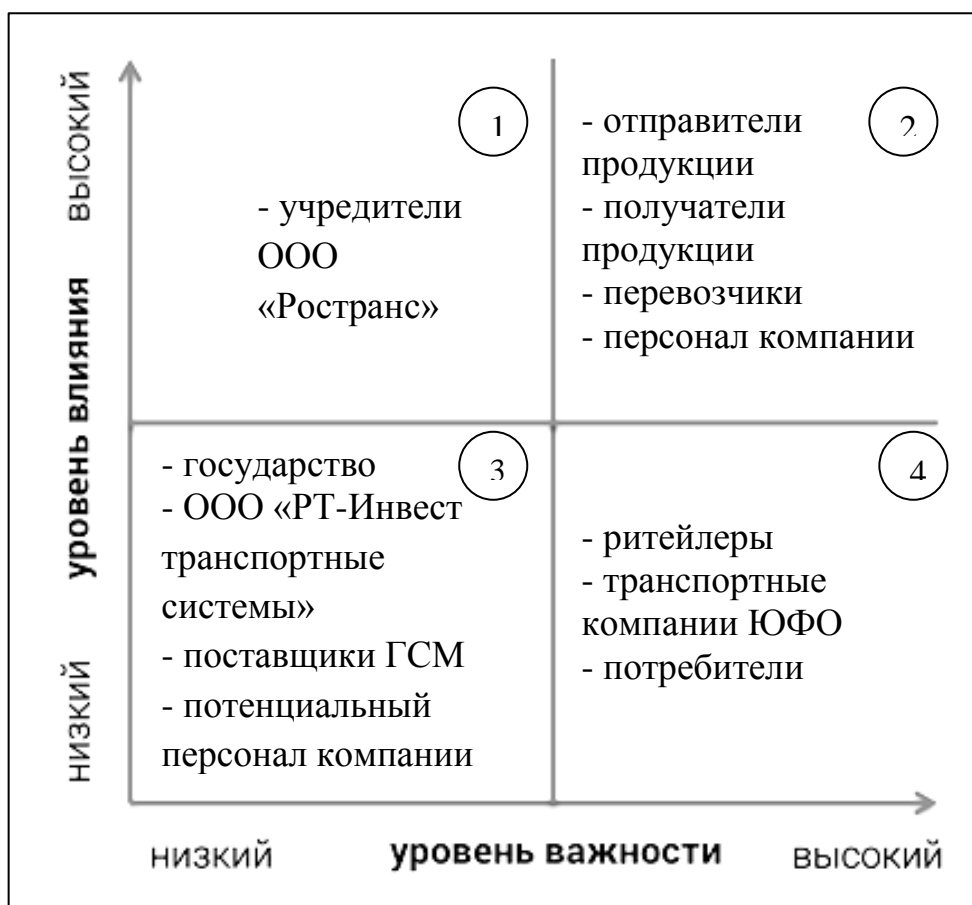 высокий
уровень влияния
низкий
1
- учредители
ООО
«Ространс»
2
- отправители
продукции
- получатели
продукции
- перевозчики
- персонал компании
3
- государство
- ООО «РТ-Инвест
транспортные
системы»
- поставщики ГСМ
- потенциальный
персонал компании
4
- ритейлеры
- транспортные
компании ЮФО
- потребители
низкий
уровень важности
высокий